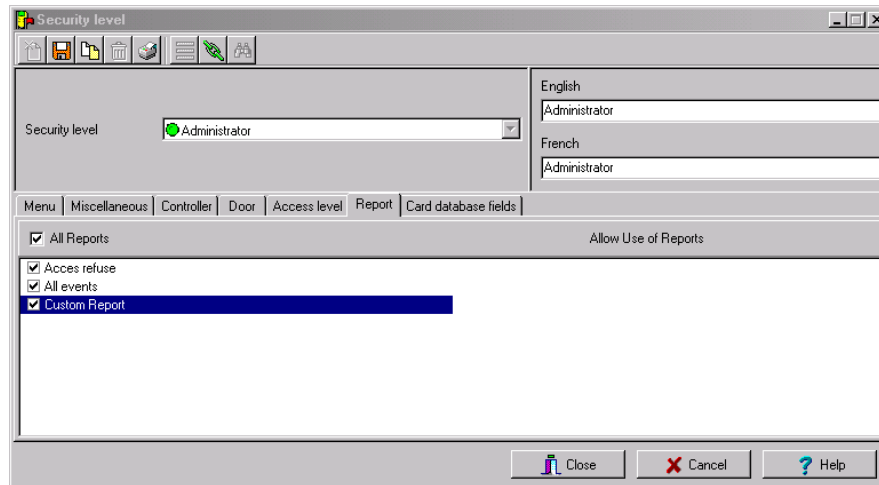 Security level
English
Administrator
Security level
Administrator
French
Administrator
Menu
Miscellaneous
Controller
Door
Access level
Report
Card database fields
All Reports
Allow Use of Reports
Acces refuse
All events
Custom Report
Close
Cancel
Help